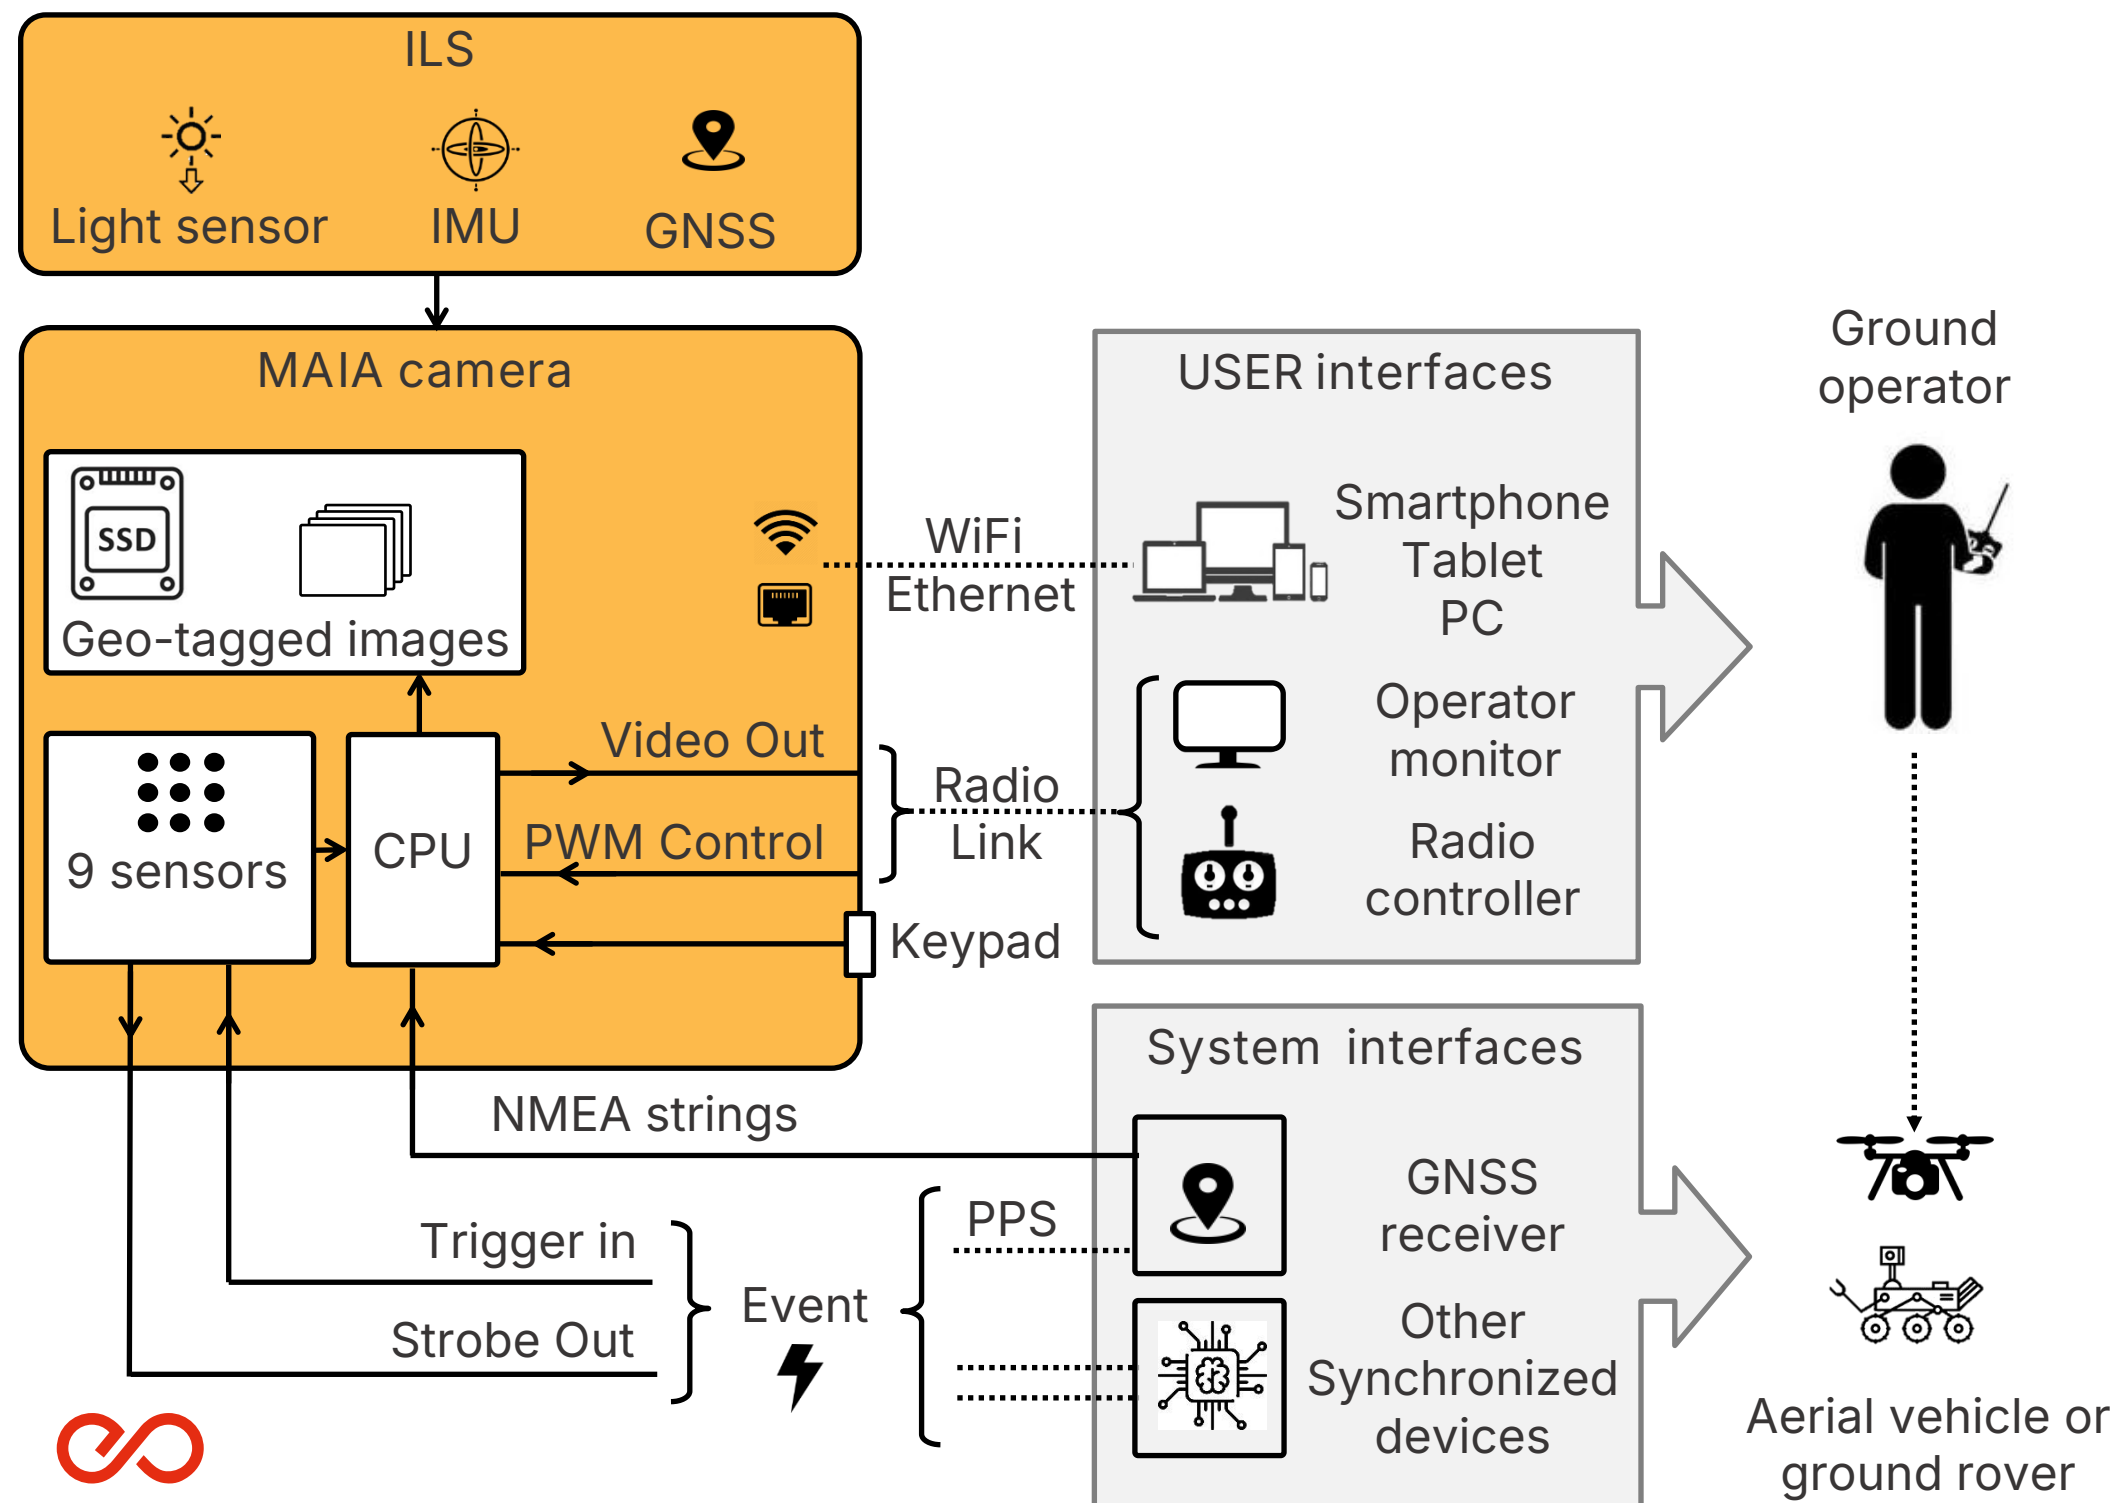 ILS
Light sensor
IMU
GNSS
MAIA camera
SSD
Geo-tagged images
9 sensors
CPU
Video Out
PWM Control
WiFi
Ethernet
Radio
Link
Keypad
USER interfaces
Smartphone
Tablet
PC
Operator
monitor
Radio
controller
Ground
operator
NMEA strings
Trigger in
Strobe Out
Event
PPS
System interfaces
GNSS
receiver
Other
Synchronized
devices
Aerial vehicle or
ground rover